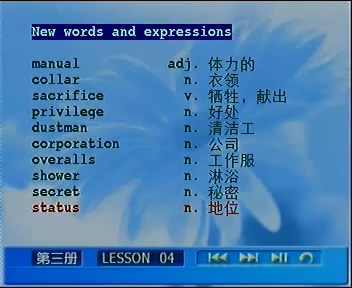 New words and expressions
manual adj. 体力的
collar n. 衣领
sacrifice v. 牺牲，献出
privilege n. 好处
dustman n. 清洁工
corporation n. 公司
overalls n. 工作服
shower n. 淋浴
secret n. 秘密
status n. 地位
第三册 LESSON 04